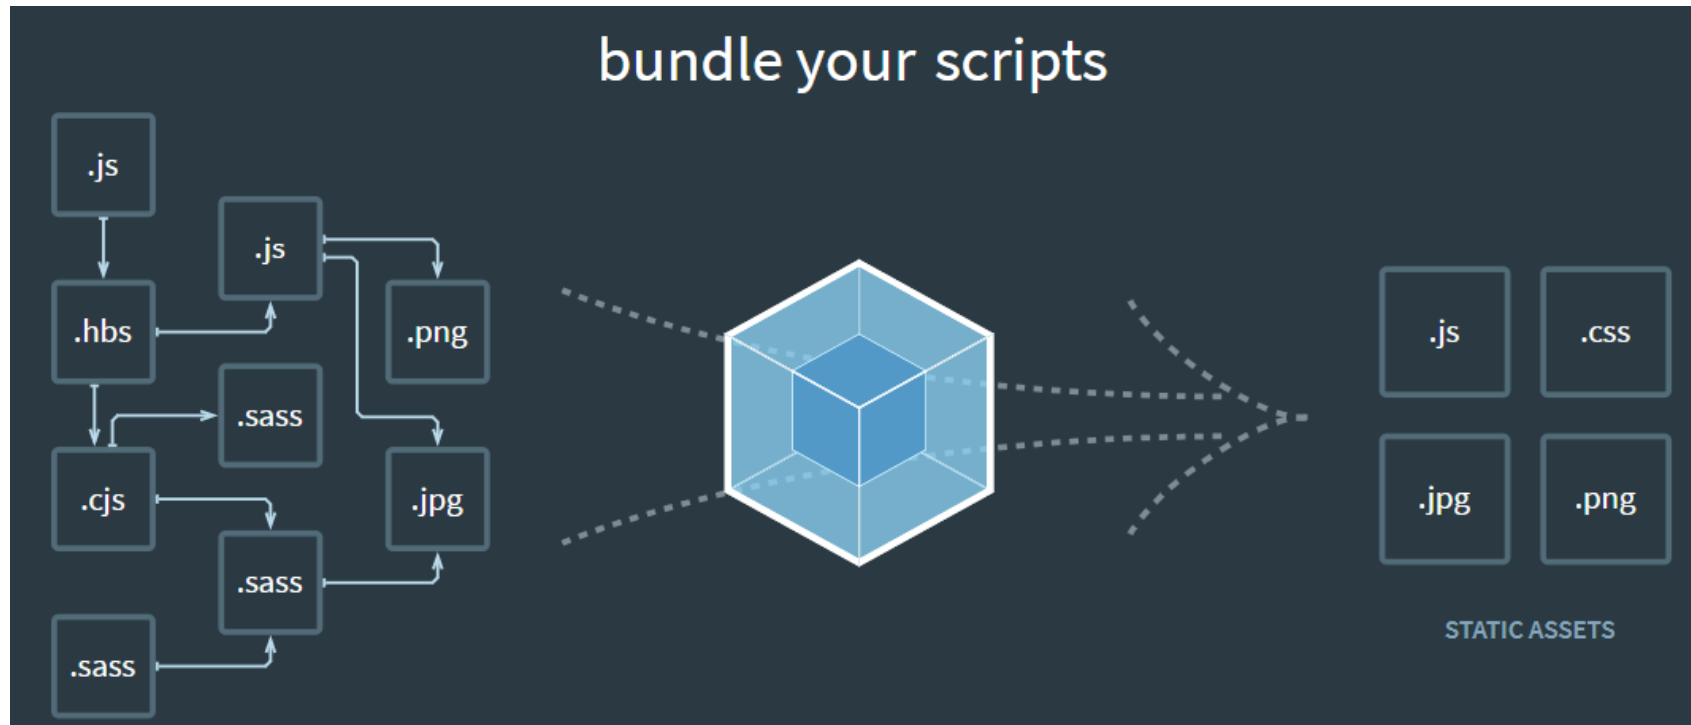 bundle your scripts
.js
.js
.hbs
.png
.sass
.cjs
.jpg
.sass
.sass
.js
.css
.jpg
.png
STATIC ASSETS